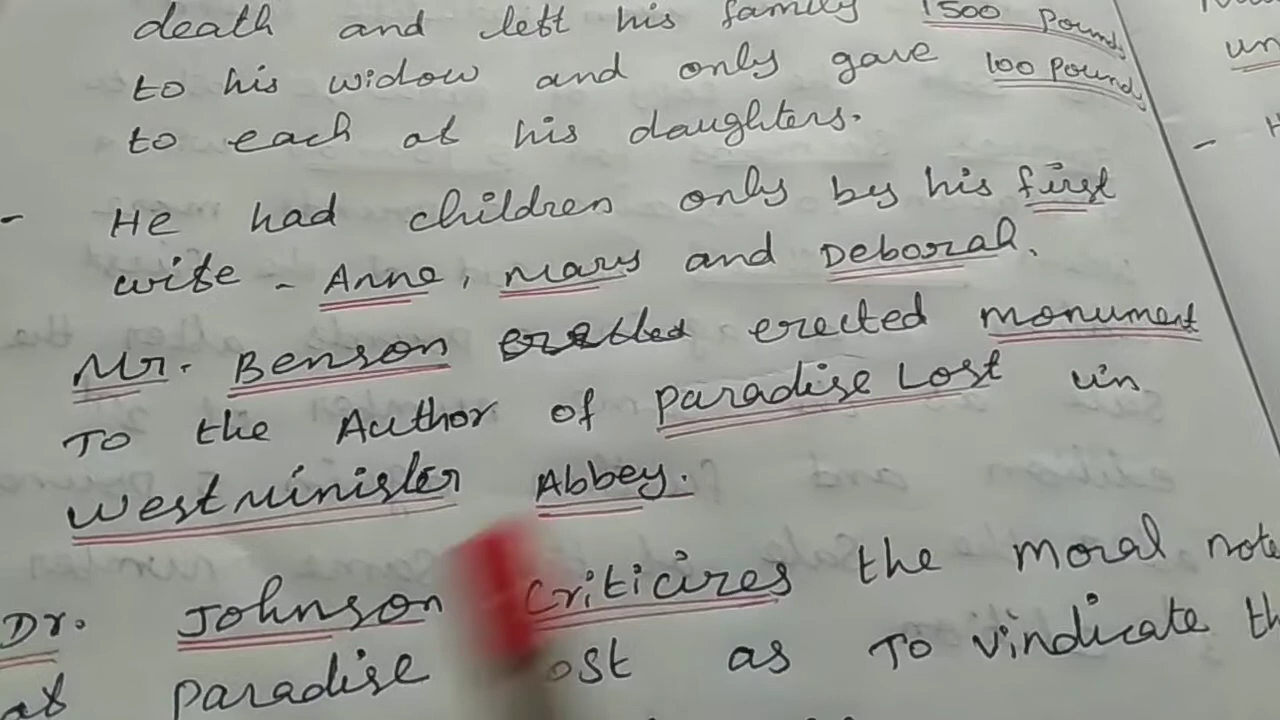 death and left his family 1500 pounds
to his widow and only gave 100 pounds
to each of his daughters.
- He had children only by his first
wife - Anne, Mary and Deborah.
Mr. Benson erected monument
To the Author of Paradise Lost in
Westminister Abbey.
Dr. Johnson criticizes the moral note
of Paradise ost as To vindicate th
un
- H